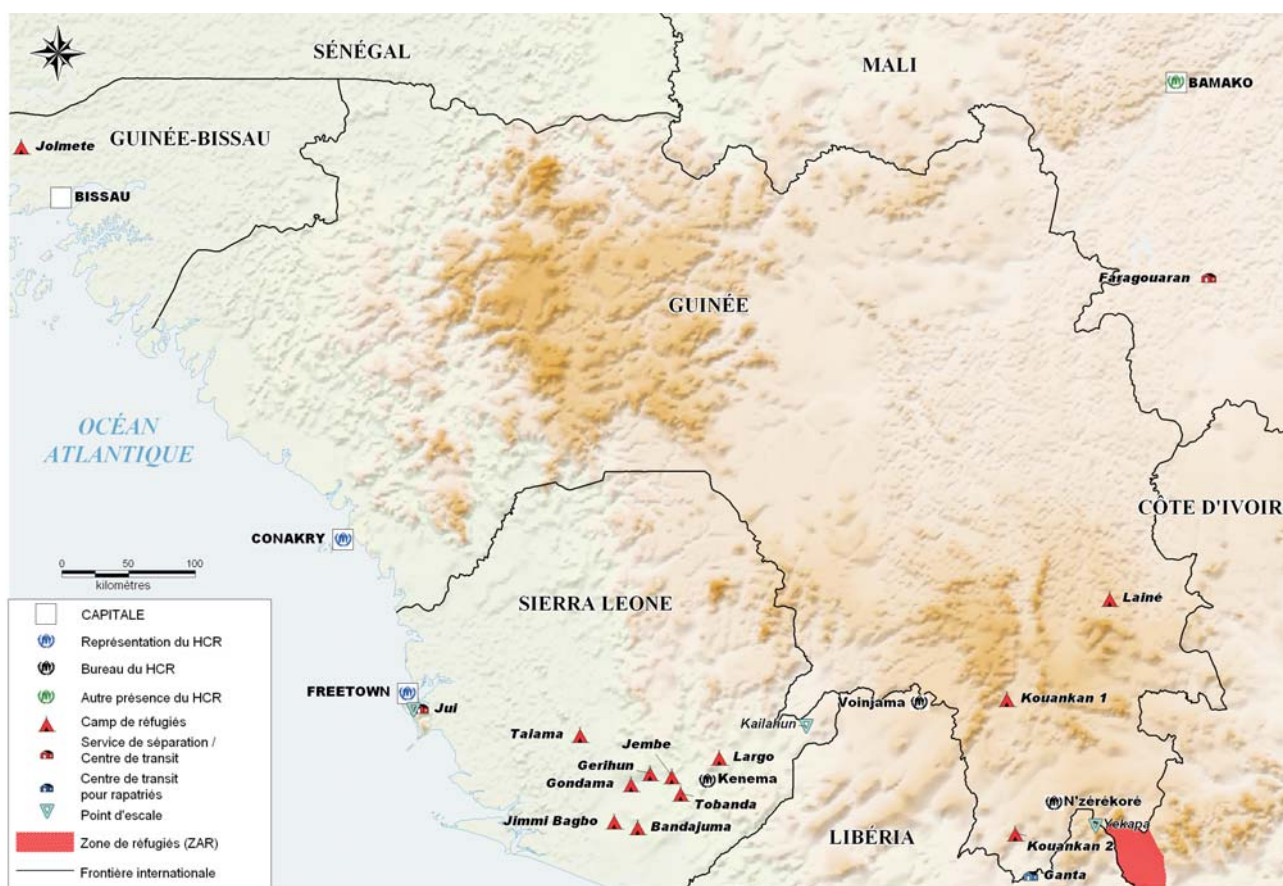 SÉNÉGAL
MALI
BAMAKO
GUINÉE-BISSAU
Jolmete
BISSAU
Faragouaran
GUINÉE
OCÉAN
ATLANTIQUE
CÔTE D'IVOIR
CONAKRY
0 50 100
kilomètres
SIERRA LEONE
Lainé
FREETOWN
Jui
Kouankan 1
Voinjama
Kailahun
Talama
Jembe
Largo
Gerihun
Kenema
Gondama
Tobanda
N'zérékoré
Jimmi Bagbo
Bandajuma
LIBÉRIA
Yekapa
Kouankan 2
Ganta
CAPITALE
Représentation du HCR
Bureau du HCR
Autre présence du HCR
Camp de réfugiés
Service de séparation /
Centre de transit
Centre de transit
pour rapatriés
Point d'escale
Zone de réfugiés (ZAR)
Frontière internationale